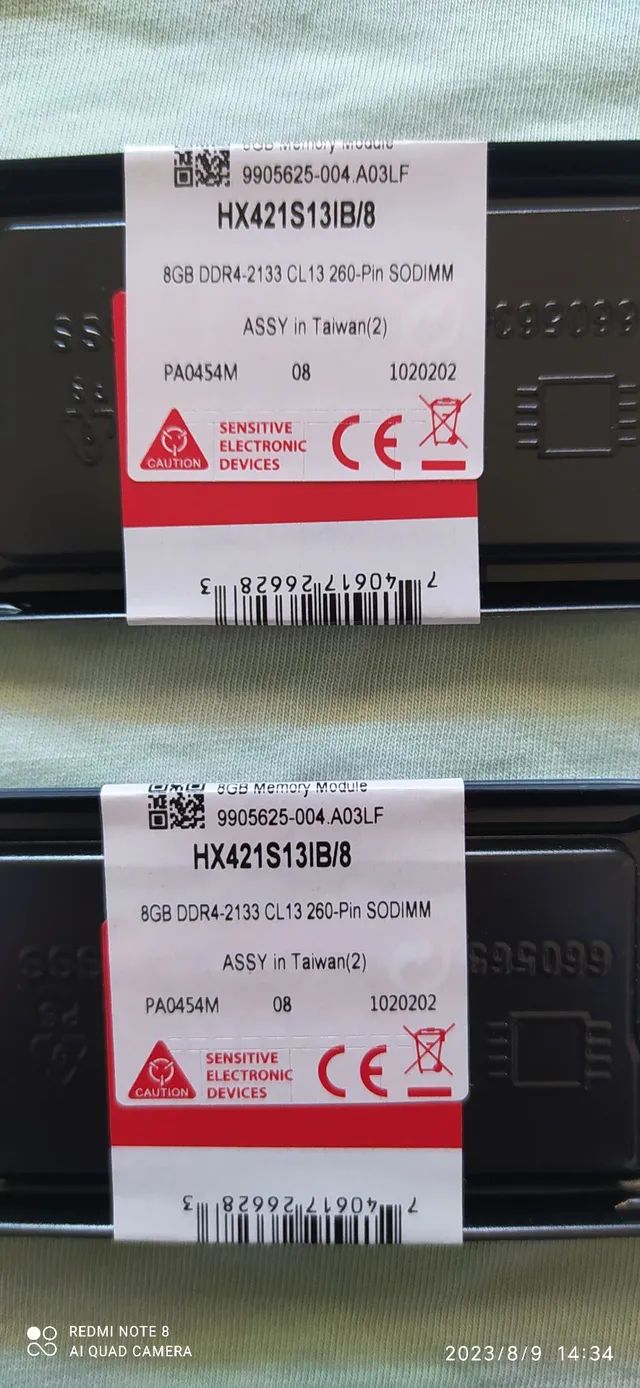 8GB Memory Module
9905625-004.A03LF
HX421S13IB/8
8GB DDR4-2133 CL13 260-Pin SODIMM
ASSY in Taiwan(2)
PA0454M 08 1020202
CAUTION
SENSITIVE
ELECTRONIC
DEVICES
CE
7 40617 26628 3
8GB Memory Module
9905625-004.A03LF
HX421S13IB/8
8GB DDR4-2133 CL13 260-Pin SODIMM
ASSY in Taiwan(2)
PA0454M 08 1020202
CAUTION
SENSITIVE
ELECTRONIC
DEVICES
CE
7 40617 26628 3
REDMI NOTE 8
AI QUAD CAMERA
2023/8/9 14:34